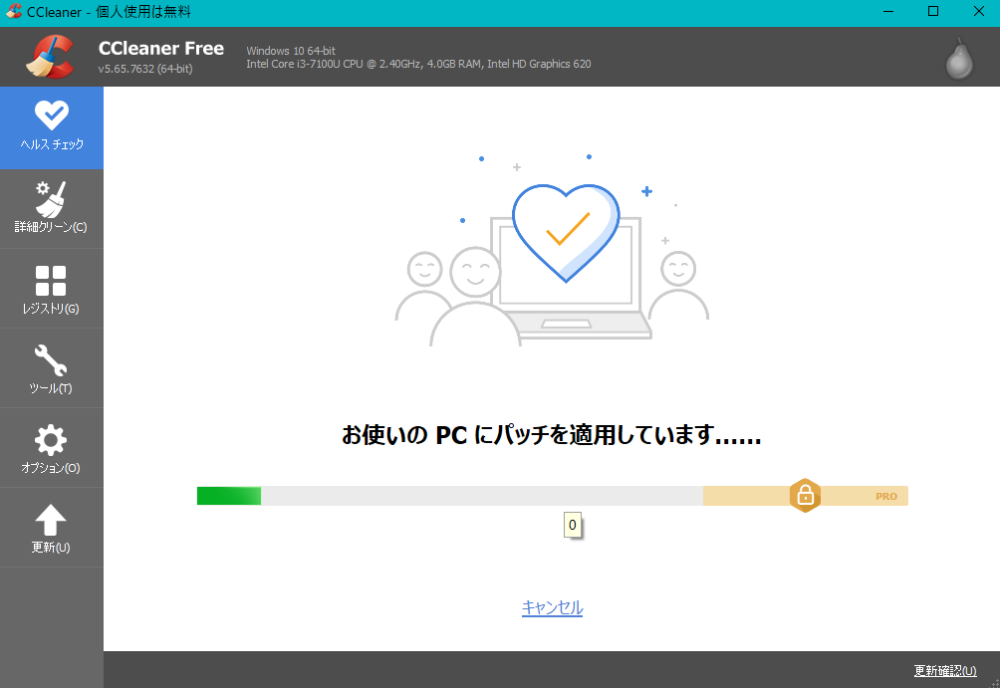 CCleaner - 個人使用は無料
CCleaner Free
v5.65.7632 (64-bit)
Windows 10 64-bit
Intel Core i3-7100U CPU @ 2.40GHz, 4.0GB RAM, Intel HD Graphics 620
ヘルス チェック
詳細クリーン(C)
レジストリ(G)
ツール(T)
オプション(O)
更新(U)
お使いの PC にパッチを適用しています......
PRO
0
キャンセル
更新確認(U)